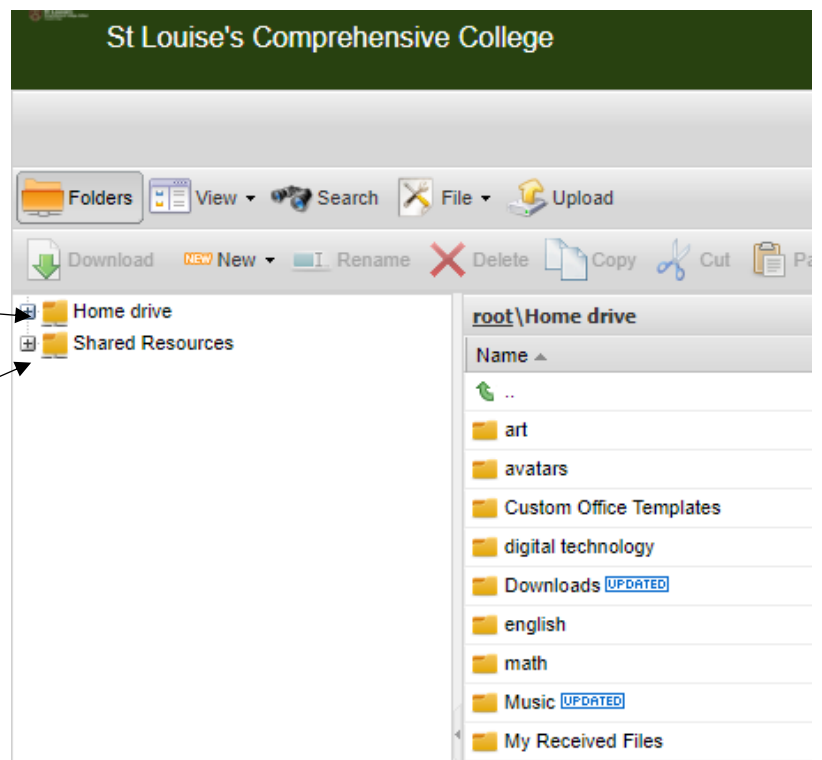 St Louise's Comprehensive College
Folders View Search File Upload
Download NEW New Rename Delete Copy Cut
Home drive
Shared Resources
root\Home drive
Name
..
art
avatars
Custom Office Templates
digital technology
Downloads UPDATED
english
math
Music UPDATED
My Received Files